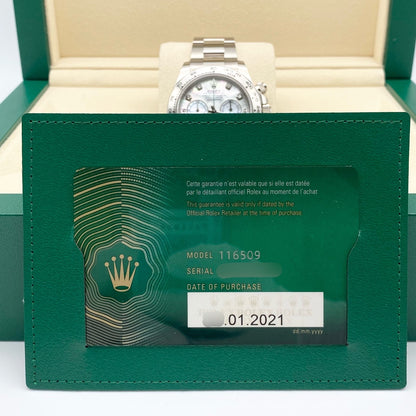 Cette garantie n'est valable que si elle est datée
par le détaillant officiel Rolex au moment de l'achat
This guarantee is valid only if dated by the
Official Rolex Retailer at the time of purchase.
MODEL 116509
SERIAL
DATE OF PURCHASE
.01.2021
dd.mm.yyyy